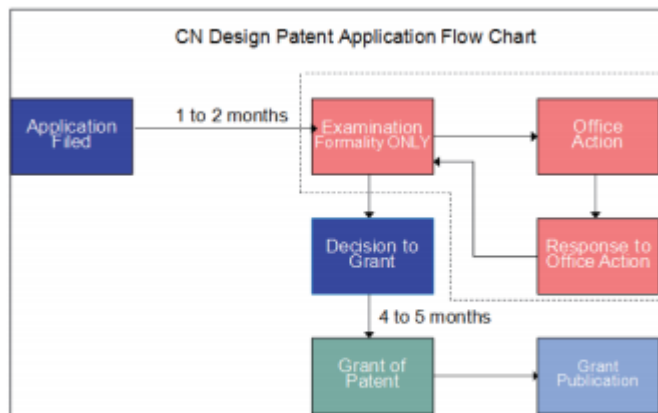 CN Design Patent Application Flow Chart
Application
Filed
1 to 2 months
Examination
Formality ONLY
Office
Action
Decision to
Grant
Response to
Office Action
4 to 5 months
Grant of
Patent
Grant
Publication